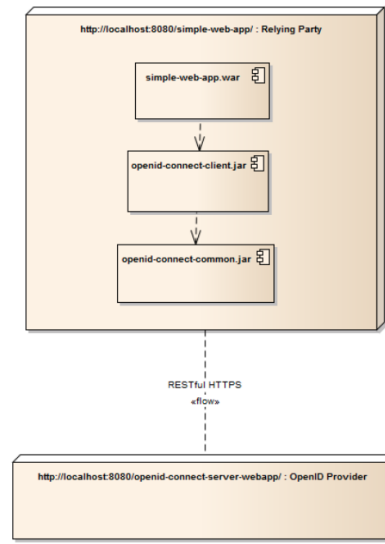 http://localhost:8080/simple-web-app/ : Relying Party
simple-web-app.war
openid-connect-client.jar
openid-connect-common.jar
RESTful HTTPS
«flow»
http://localhost:8080/openid-connect-server-webapp/ : OpenID Provider